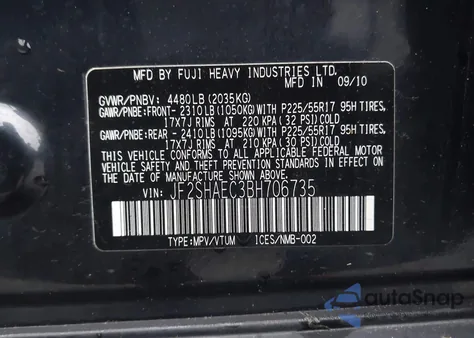 MFD BY FUJI HEAVY INDUSTRIES LTD.
MFD IN 09/10
GVWR/PNBV: 4480LB (2035KG)
GAWR/PNBE:FRONT- 2310LB (1050KG)WITH P225/55R17 95H TIRES,
17X7J RIMS AT 220 KPA (32 PSI)COLD
GAWR/PNBE:REAR - 2410LB (1095KG)WITH P225/55R17 95H TIRES,
17X7J RIMS AT 210 KPA (30 PSI)COLD
THIS VEHICLE CONFORMS TO ALL APPLICABLE FEDERAL
MOTOR VEHICLE SAFETY, BUMPER, AND THEFT
PREVENTION STANDARDS IN EFFECT ON THE DATE OF
MANUFACTURE SHOWN ABOVE.
VIN: JF2SHAEC3BH706735
TYPE:MPV/VTUM ICES/NMB-002
autoSnap